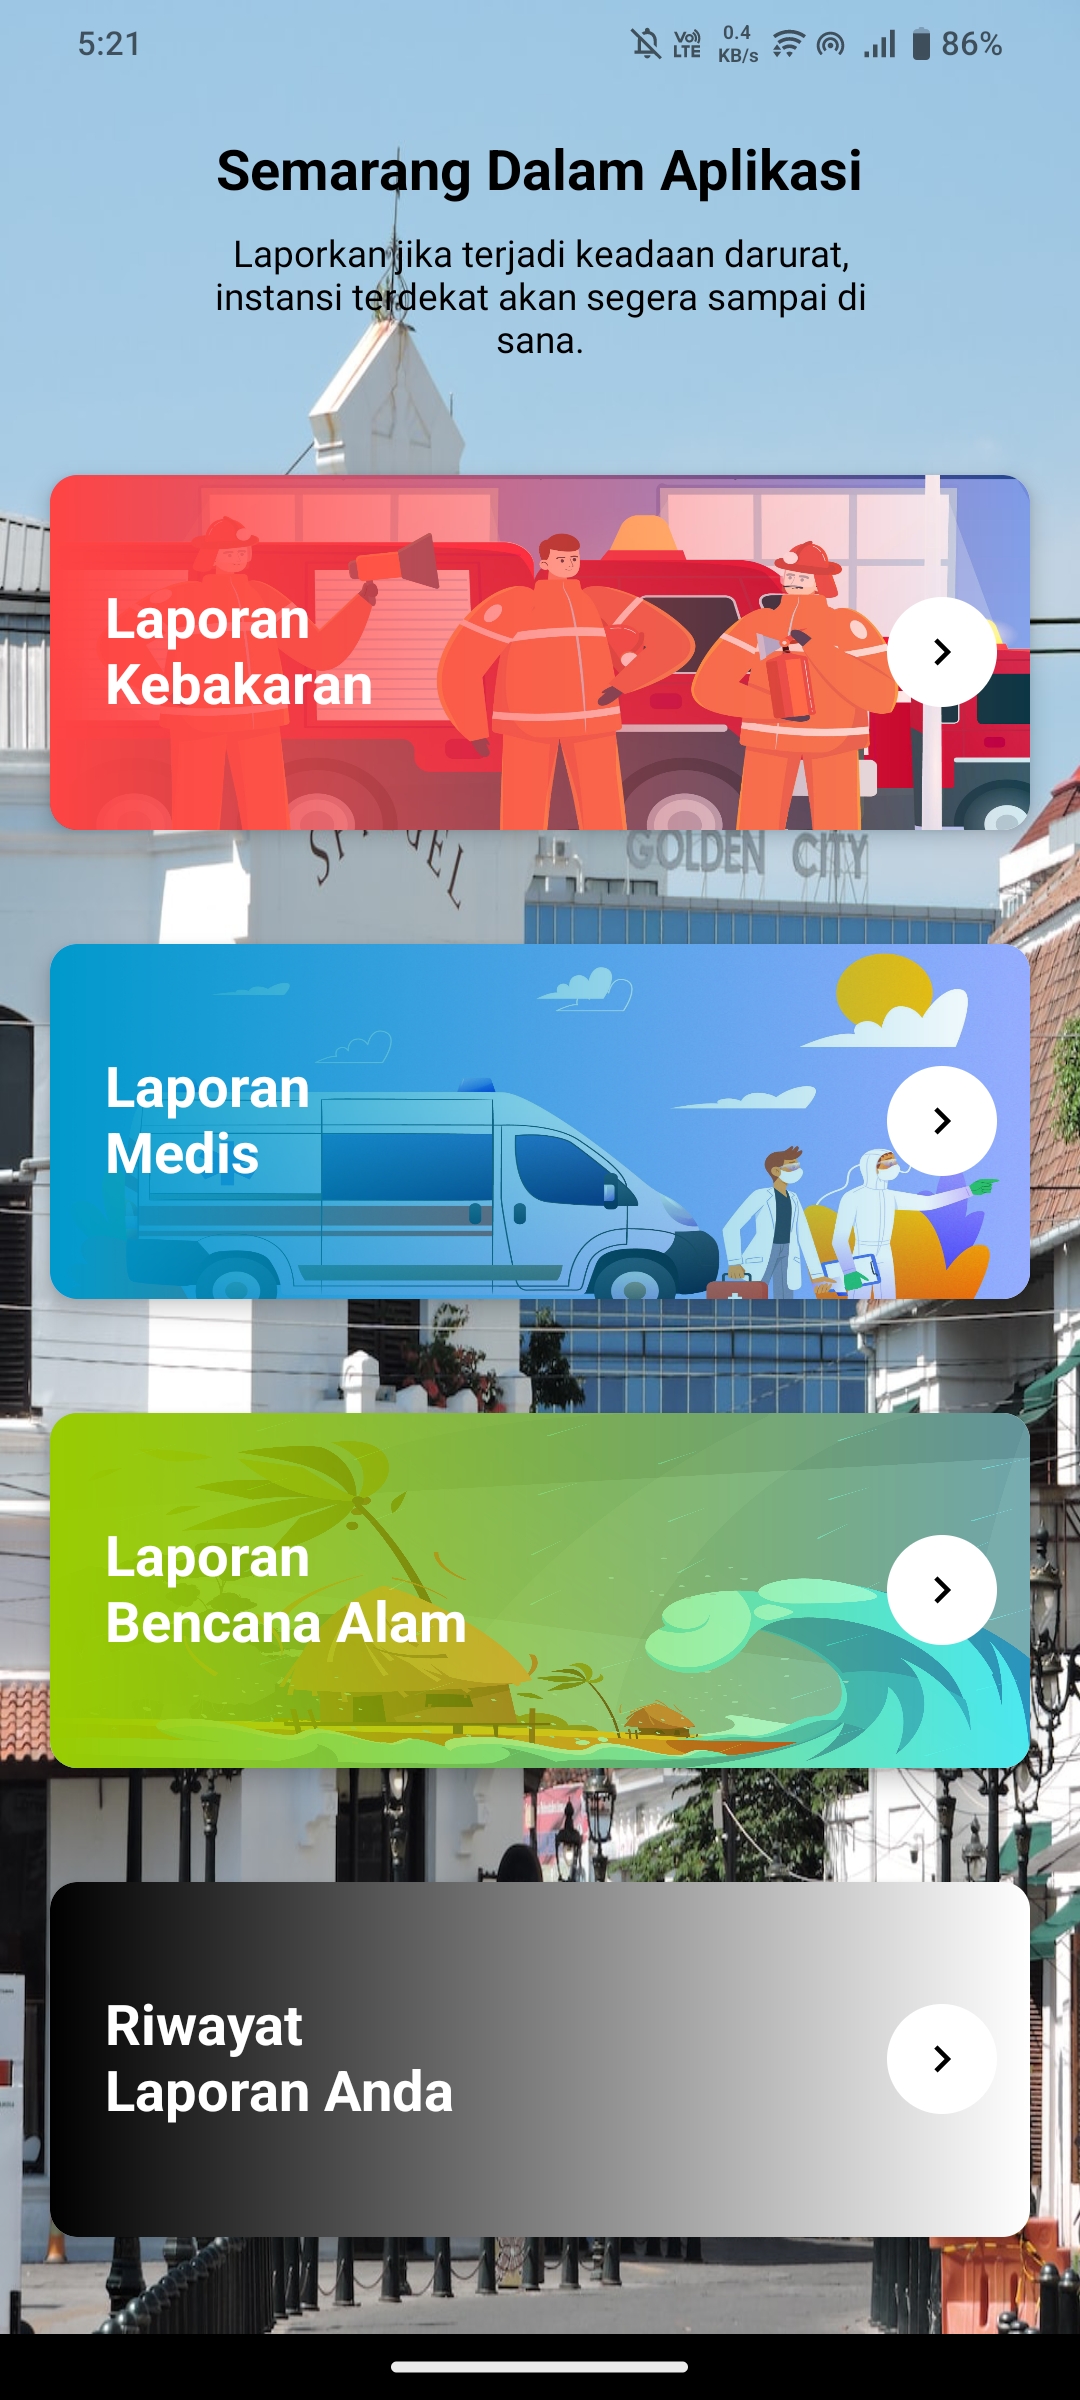 5:21
Vo) LTE
0.4 KB/s
86%
Semarang Dalam Aplikasi
Laporkan jika terjadi keadaan darurat,
instansi terdekat akan segera sampai di
sana.
Laporan
Kebakaran
GOLDEN CITY
Laporan
Medis
Laporan
Bencana Alam
Riwayat
Laporan Anda